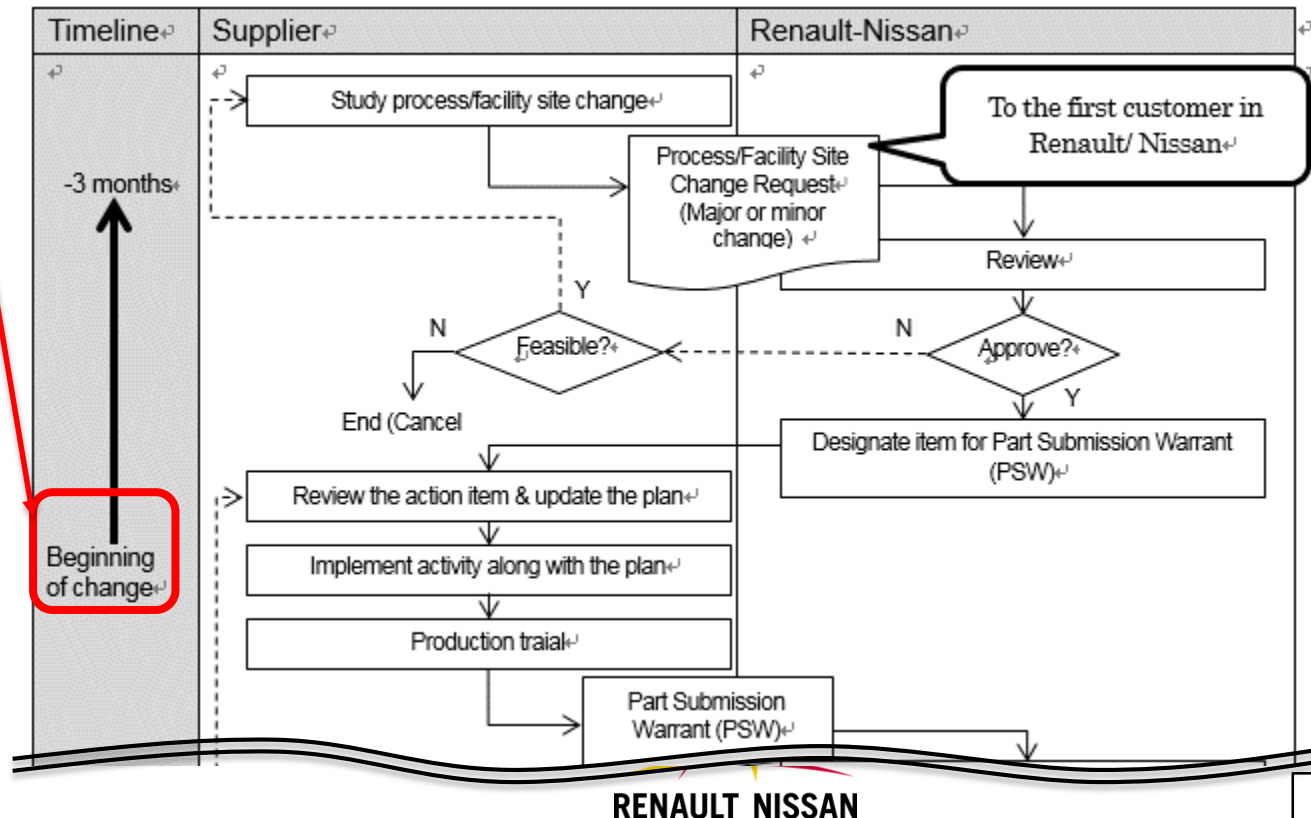 Timeline
Supplier
Renault-Nissan
Study process/facility site change
To the first customer in
Renault/ Nissan
-3 months
Process/Facility Site
Change Request
(Major or minor
change)
Review
Y
N
Feasible?
N
Approve?
Y
End (Cancel
Designate item for Part Submission Warrant
(PSW)
Review the action item & update the plan
Beginning
of change
Implement activity along with the plan
Production traial
Part Submission
Warrant (PSW)
RENAULT NISSAN